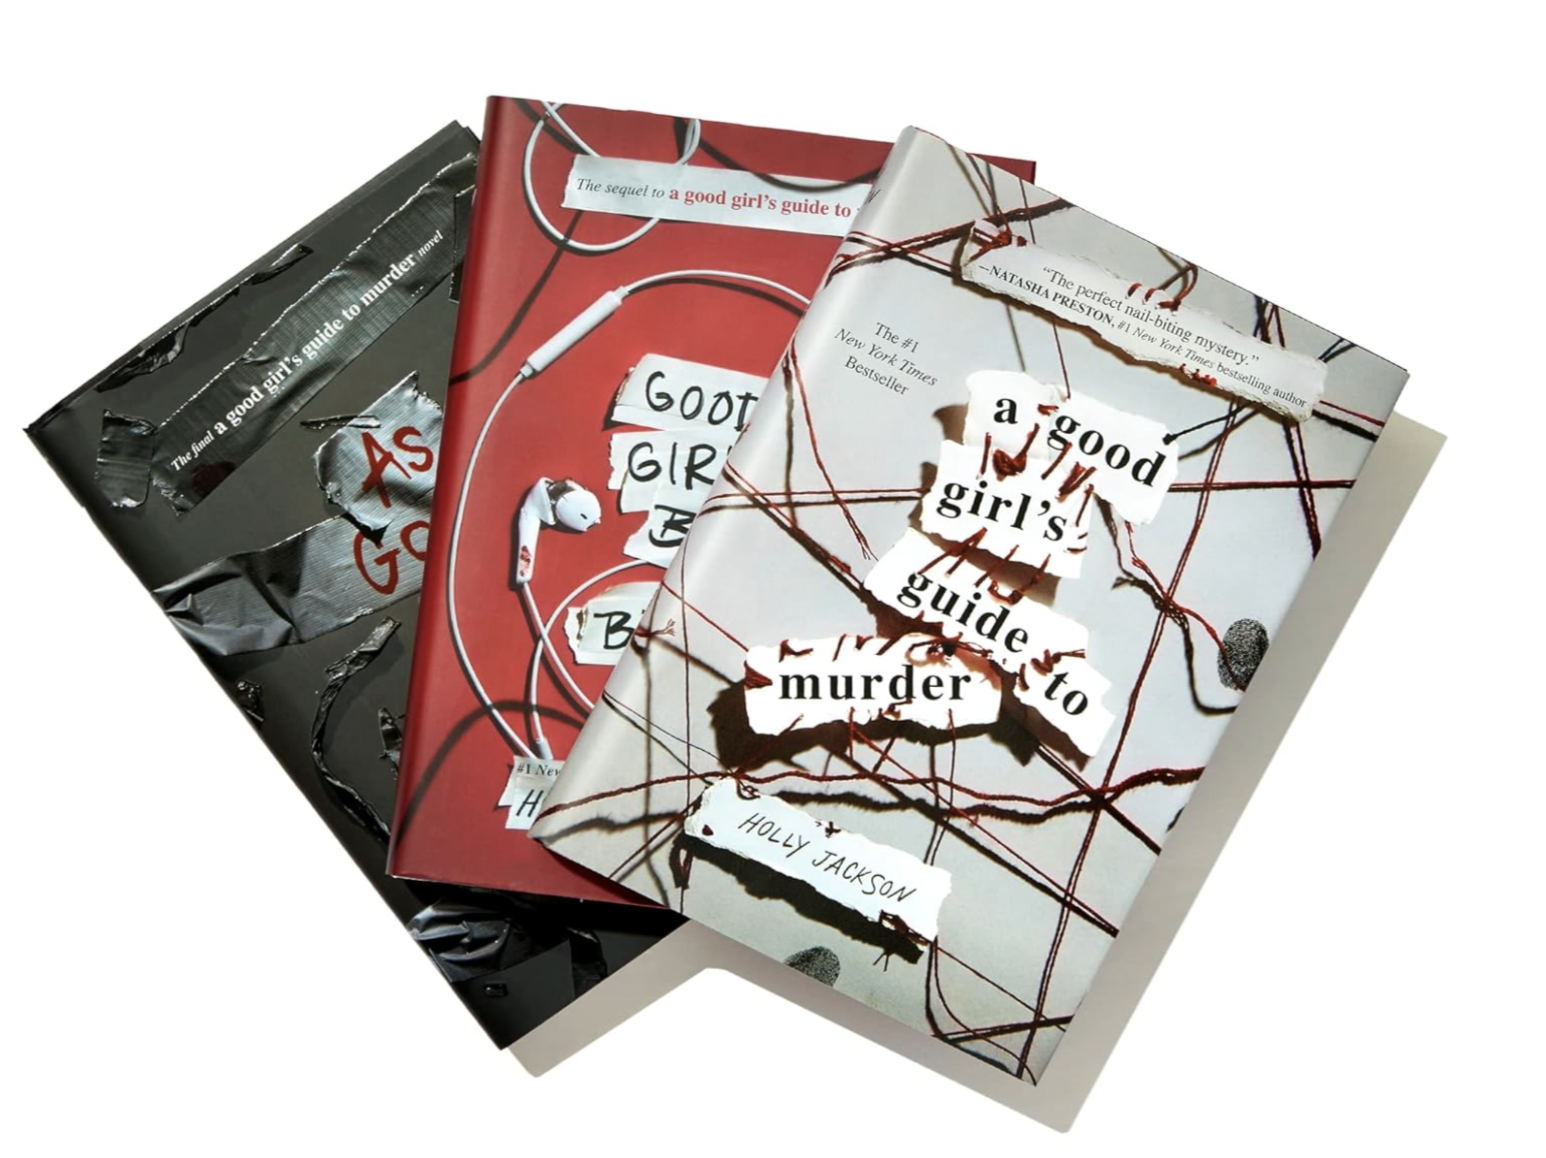 The final a good girl's guide to murder novel
AS
GO
The sequel to a good girl's guide to
GOOD
GIR
B
B
#1 New
H
"The perfect nail-biting mystery."
—NATASHA PRESTON, #1 New York Times bestselling author
The #1
New York Times
Bestseller
a good
girl's
guide
to
murder
HOLLY JACKSON